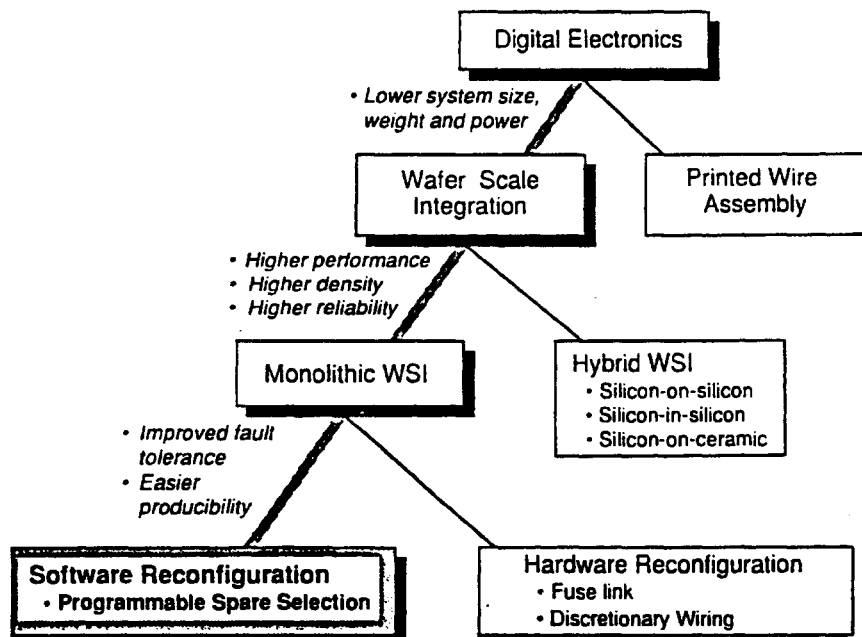 Digital Electronics
• Lower system size,
weight and power
Wafer Scale
Integration
Printed Wire
Assembly
• Higher performance
• Higher density
• Higher reliability
Monolithic WSI
Hybrid WSI
• Silicon-on-silicon
• Silicon-in-silicon
• Silicon-on-ceramic
• Improved fault
tolerance
• Easier
producibility
Software Reconfiguration
• Programmable Spare Selection
Hardware Reconfiguration
• Fuse link
• Discretionary Wiring